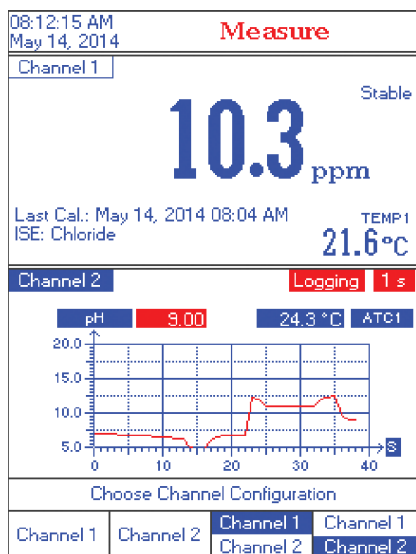 08:12:15 AM
May 14, 2014
Measure
Channel 1
Stable
10.3 ppm
Last Cal.: May 14, 2014 08:04 AM
ISE: Chloride
TEMP1
21.6°C
Channel 2
Logging 1 s
pH 9.00 24.3 °C ATC1
20.0
15.0
10.0
5.0
0 10 20 30 40 S
Choose Channel Configuration
Channel 1 Channel 2 Channel 1 Channel 1
Channel 2 Channel 2